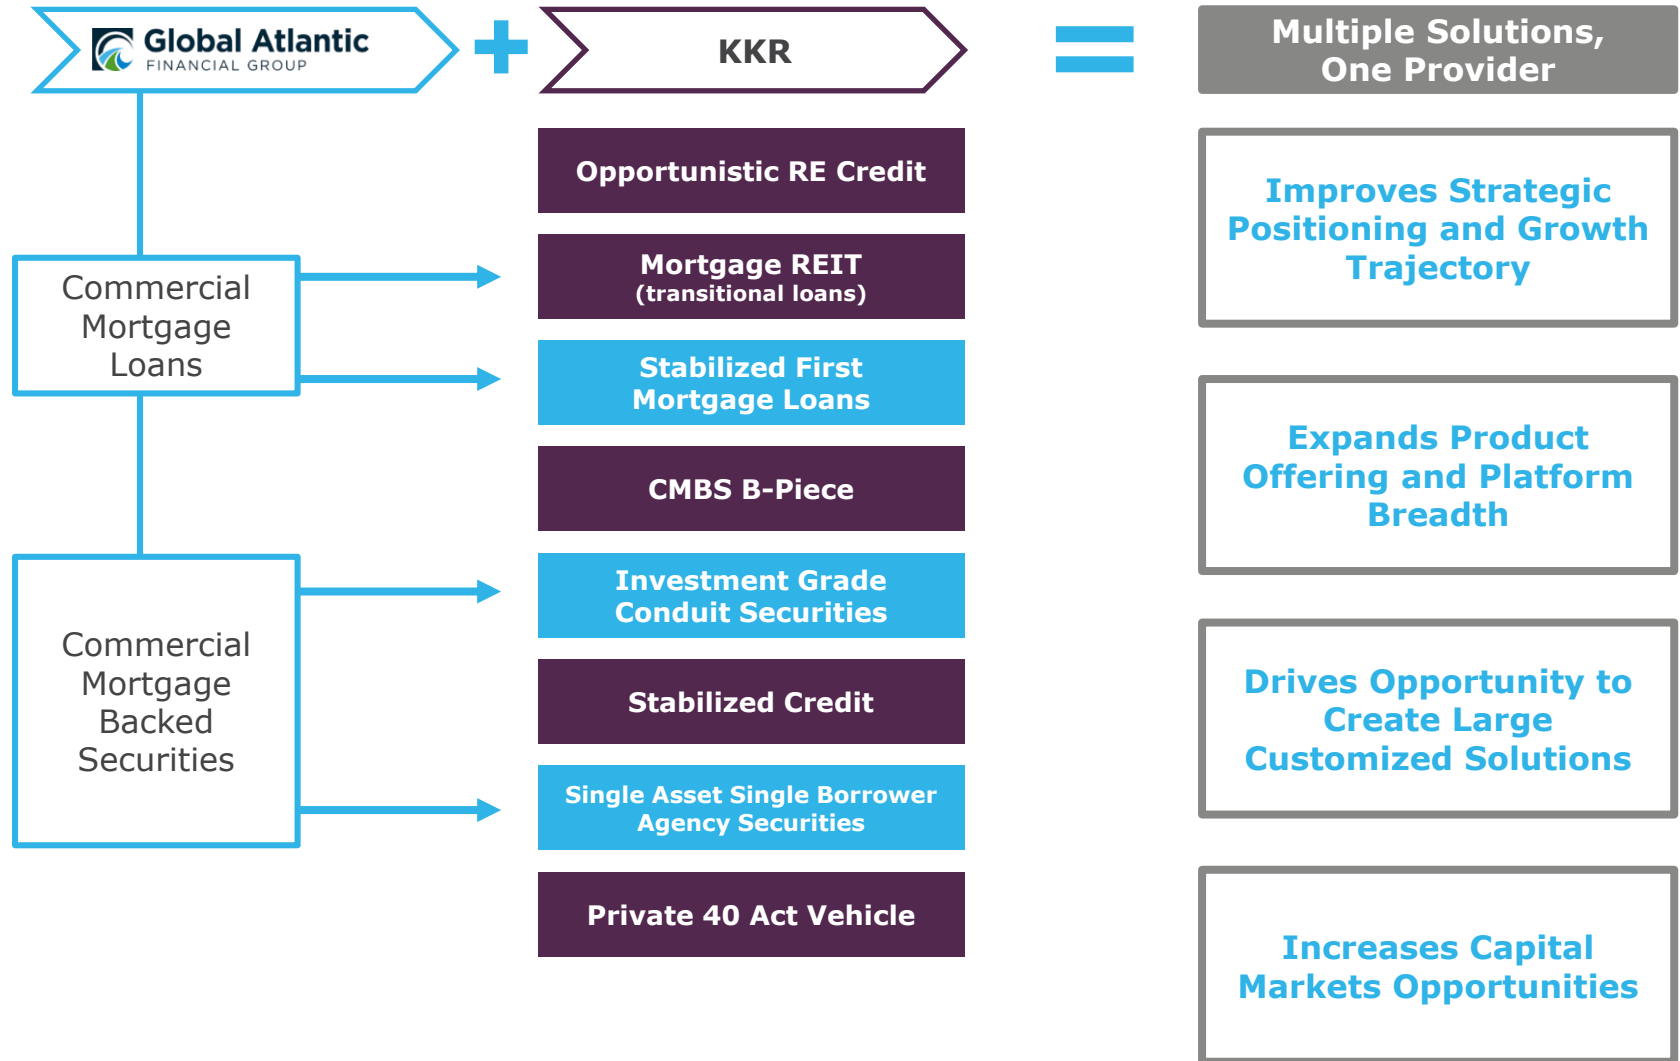 Global Atlantic
FINANCIAL GROUP
+
KKR
=
Multiple Solutions,
One Provider
Commercial
Mortgage
Loans
Commercial
Mortgage
Backed
Securities
Opportunistic RE Credit
Mortgage REIT
(transitional loans)
Stabilized First
Mortgage Loans
CMBS B-Piece
Investment Grade
Conduit Securities
Stabilized Credit
Single Asset Single Borrower
Agency Securities
Private 40 Act Vehicle
Improves Strategic
Positioning and Growth
Trajectory
Expands Product
Offering and Platform
Breadth
Drives Opportunity to
Create Large
Customized Solutions
Increases Capital
Markets Opportunities